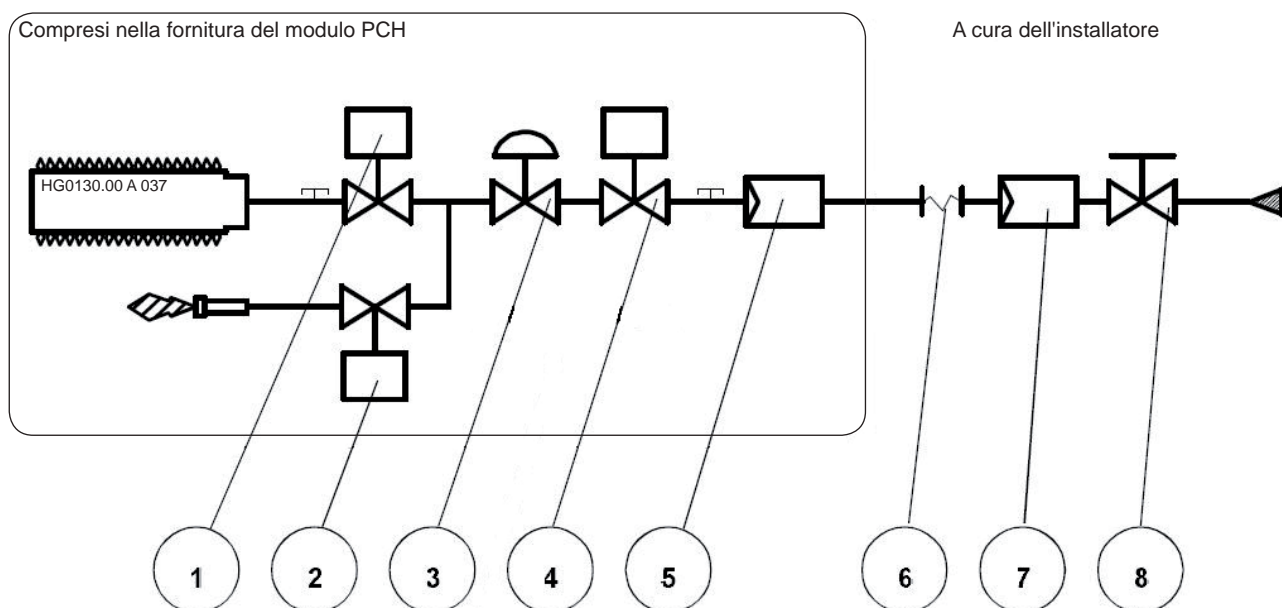 Compresi nella fornitura del modulo PCH
A cura dell'installatore
HG0130.00 A 037
1 2 3 4 5 6 7 8